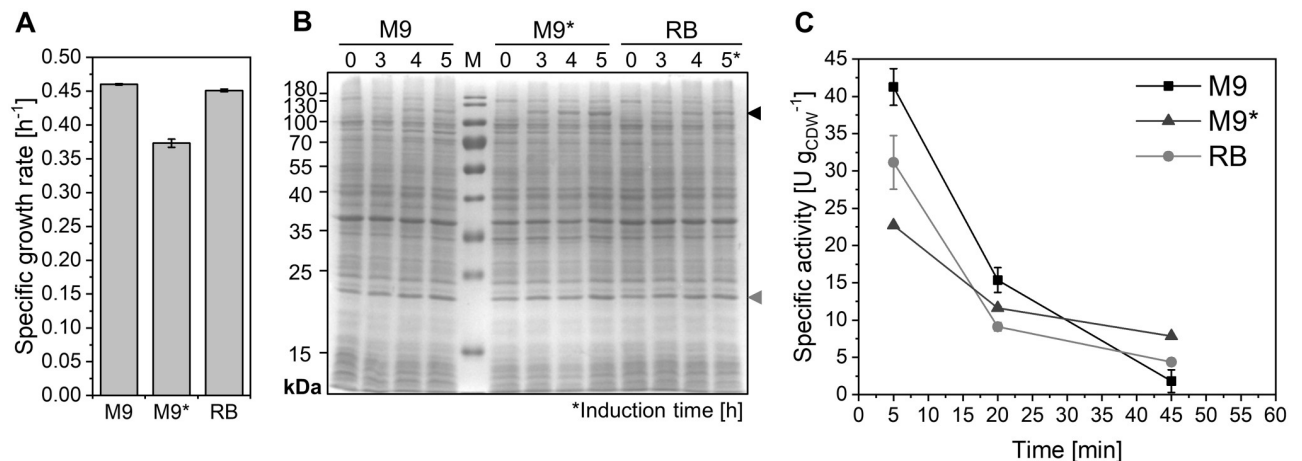 A
Specific growth rate [h-1]
0.50
0.45
0.40
0.35
0.30
0.25
0.20
0.15
0.10
0.05
0.00
M9 M9* RB
B
M9 M9* RB
0 3 4 5 M 0 3 4 5 0 3 4 5*
180
130
100
70
55
40
35
25
15
kDa
*Induction time [h]
C
Specific activity [U gCDW-1]
45
40
35
30
25
20
15
10
5
0
0 5 10 15 20 25 30 35 40 45 50 55 60
Time [min]
M9
M9*
RB